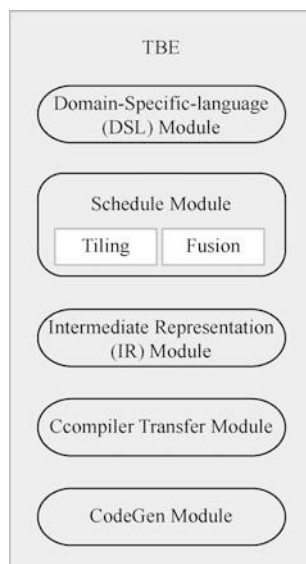 TBE
Domain-Specific-language
(DSL) Module
Schedule Module
Tiling
Fusion
Intermediate Representation
(IR) Module
Ccompiler Transfer Module
CodeGen Module